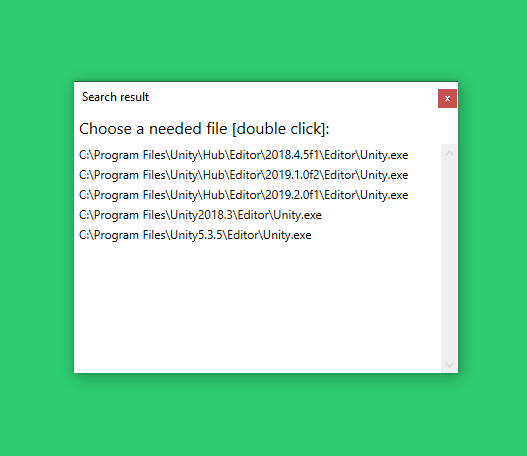 Search result
x
Choose a needed file [double click]:
C:\Program Files\Unity\Hub\Editor\2018.4.5f1\Editor\Unity.exe
C:\Program Files\Unity\Hub\Editor\2019.1.0f2\Editor\Unity.exe
C:\Program Files\Unity\Hub\Editor\2019.2.0f1\Editor\Unity.exe
C:\Program Files\Unity2018.3\Editor\Unity.exe
C:\Program Files\Unity5.3.5\Editor\Unity.exe